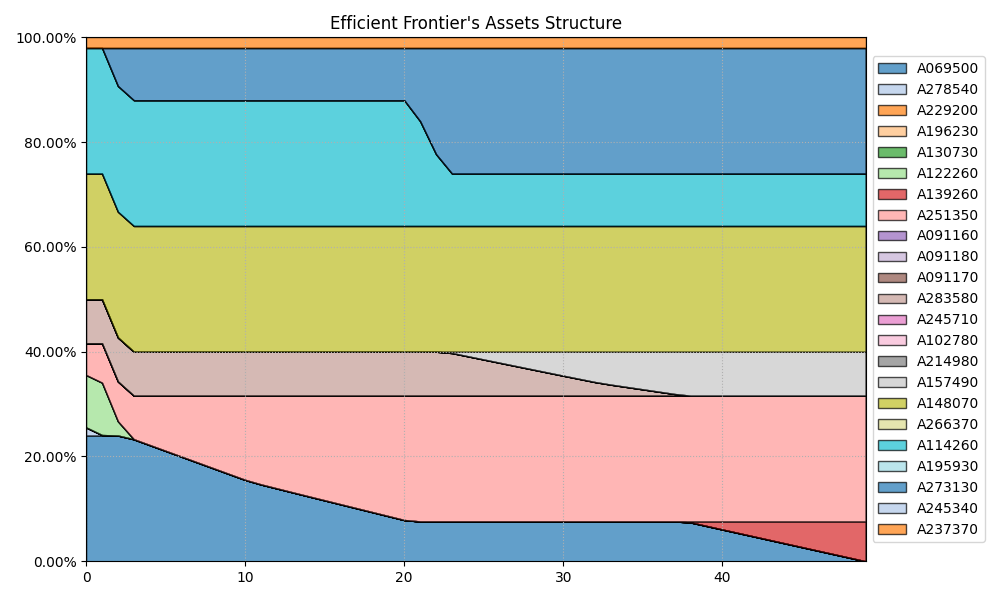 Efficient Frontier's Assets Structure
100.00%
80.00%
60.00%
40.00%
20.00%
0.00%
0
10
20
30
40
A069500
A278540
A229200
A196230
A130730
A122260
A139260
A251350
A091160
A091180
A091170
A283580
A245710
A102780
A214980
A157490
A148070
A266370
A114260
A195930
A273130
A245340
A237370